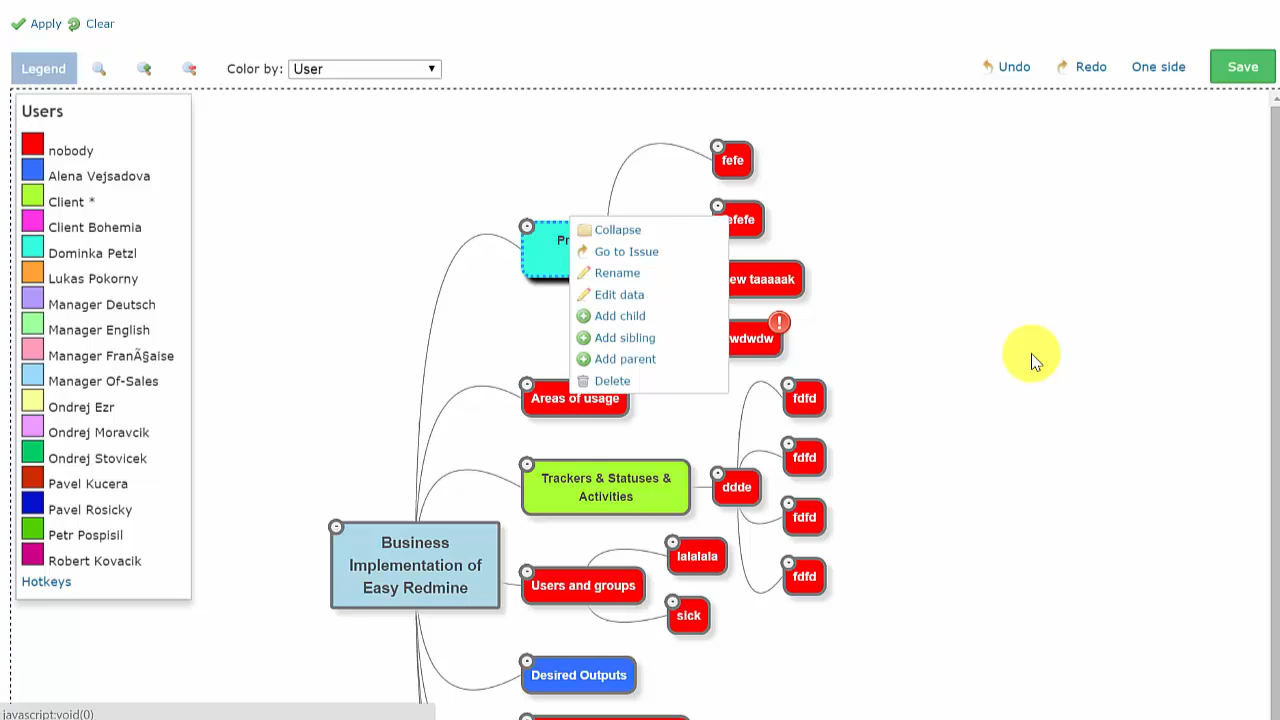 Apply Clear
Legend Color by: User Undo Redo One side Save
Users
nobody
Alena Vejsadova
Client *
Client Bohemia
Dominka Petzl
Lukas Pokorny
Manager Deutsch
Manager English
Manager FranÃ§aise
Manager Of-Sales
Ondrej Ezr
Ondrej Moravcik
Ondrej Stovicek
Pavel Kucera
Pavel Rosicky
Petr Pospisil
Robert Kovacik
Hotkeys
Business
Implementation of
Easy Redmine
Pr
Collapse
Go to Issue
Rename
Edit data
Add child
Add sibling
Add parent
Delete
fefe
efefe
ew taaaaak
wdwdw
!
Areas of usage
Trackers & Statuses &
Activities
ddde
fdfd
fdfd
fdfd
fdfd
Users and groups
lalalala
sick
Desired Outputs
javascript:void(0)